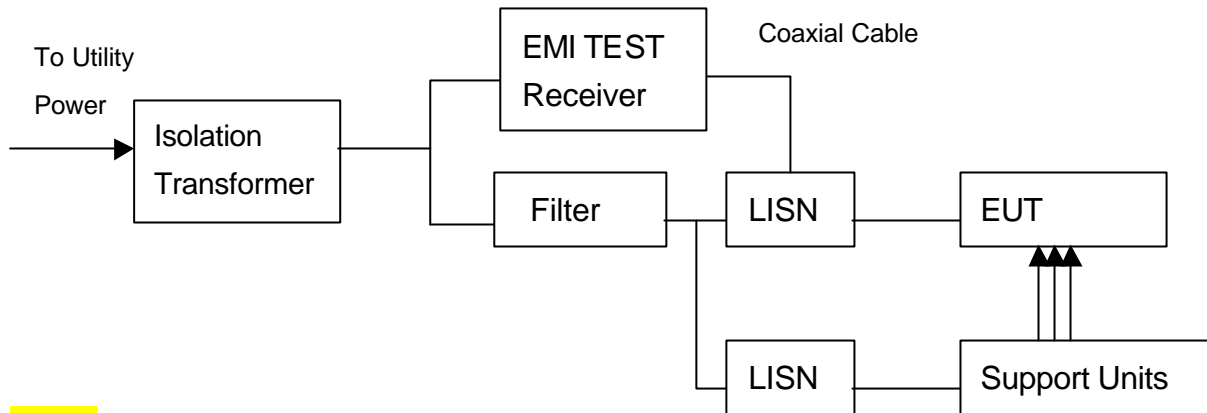 To Utility
Power
Isolation
Transformer
EMI TEST
Receiver
Coaxial Cable
Filter
LISN
EUT
LISN
Support Units